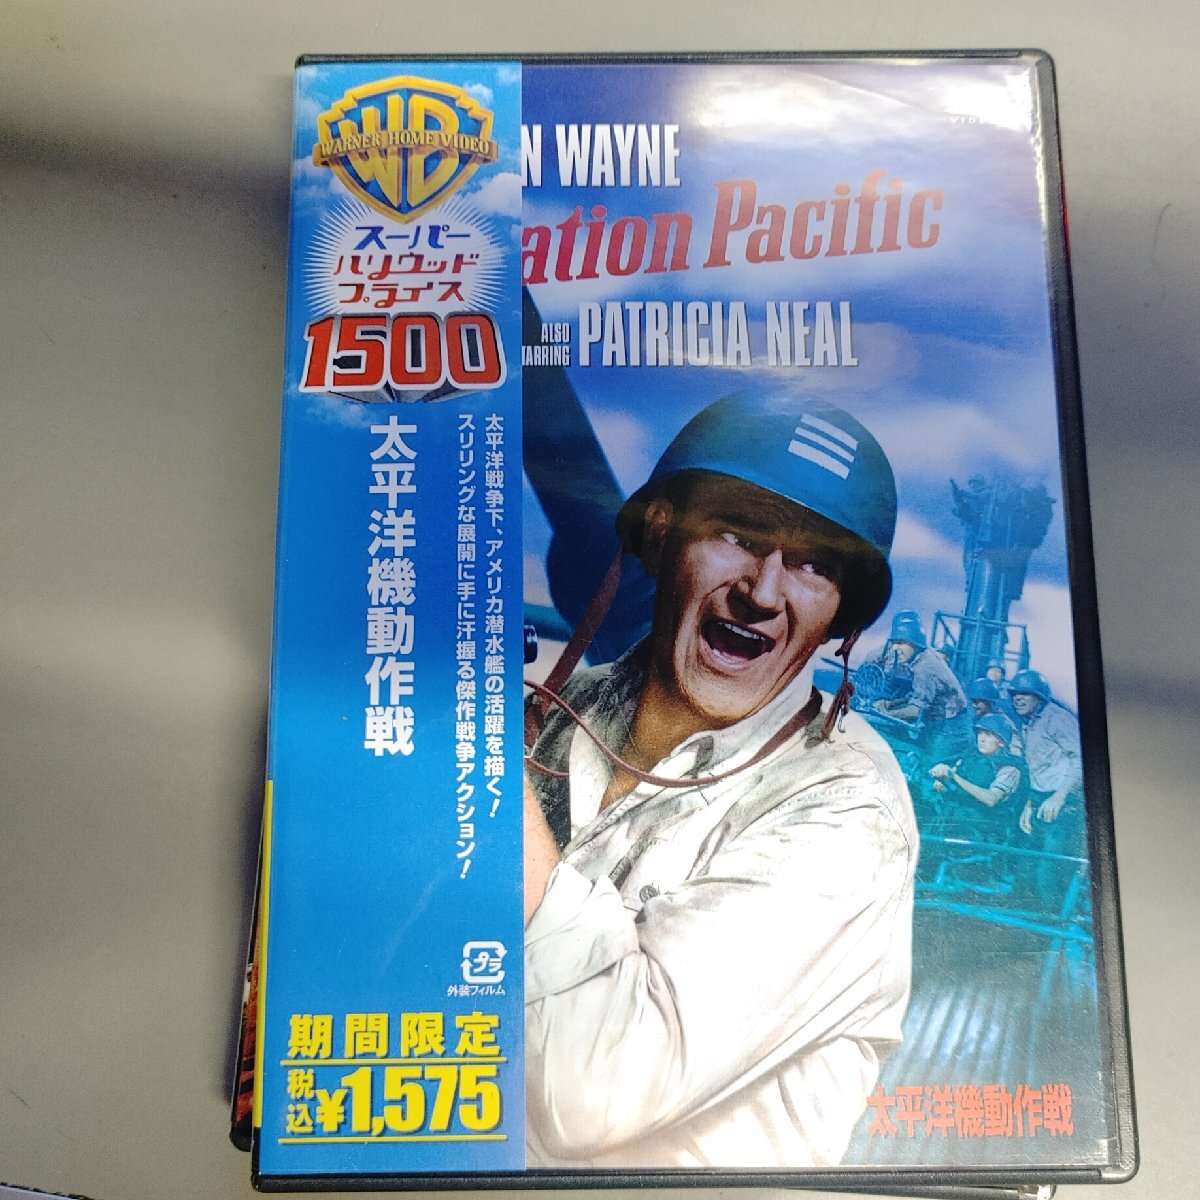 WB
WARNER HOME VIDEO
スーパー
ハリウッド
プライス
1500
太平洋戦争下、アメリカ潜水艦の活躍を描く!
スリリングな展開に手に汗握る傑作戦争アクション!
太平洋機動作戦
プラ
外装フィルム
期間限定
税込¥1,575
N WAYNE
ation Pacific
ALSO
TARRING
PATRICIA NEAL
太平洋機動作戦